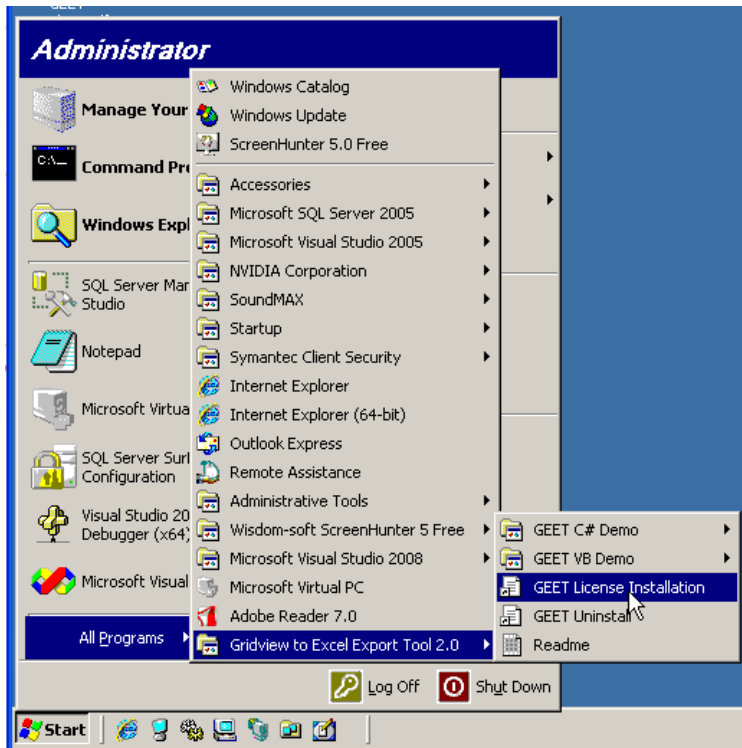 Administrator
Manage Your
Command Pro
Windows Expl
SQL Server Mar
Studio
Notepad
Microsoft Virtua
SQL Server Surf
Configuration
Visual Studio 20
Debugger (x64)
Microsoft Visual
All Programs
Windows Catalog
Windows Update
ScreenHunter 5.0 Free
Accessories
Microsoft SQL Server 2005
Microsoft Visual Studio 2005
NVIDIA Corporation
SoundMAX
Startup
Symantec Client Security
Internet Explorer
Internet Explorer (64-bit)
Outlook Express
Remote Assistance
Administrative Tools
Wisdom-soft ScreenHunter 5 Free
Microsoft Visual Studio 2008
Microsoft Virtual PC
Adobe Reader 7.0
Gridview to Excel Export Tool 2.0
GEET C# Demo
GEET VB Demo
GEET License Installation
GEET Uninstall
Readme
Log Off
Shut Down
Start